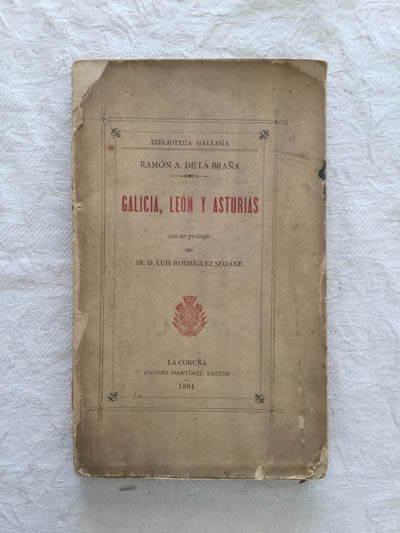 BIBLIOTECA GALLEGA
RAMÓN A. DE LA BRAÑA
GALICIA, LEÓN Y ASTURIAS
con un prólogo
DEL
SR. D. LUIS RODRÍGUEZ SEOANE
LA CORUÑA
ANDRÉS MARTÍNEZ, EDITOR
1894